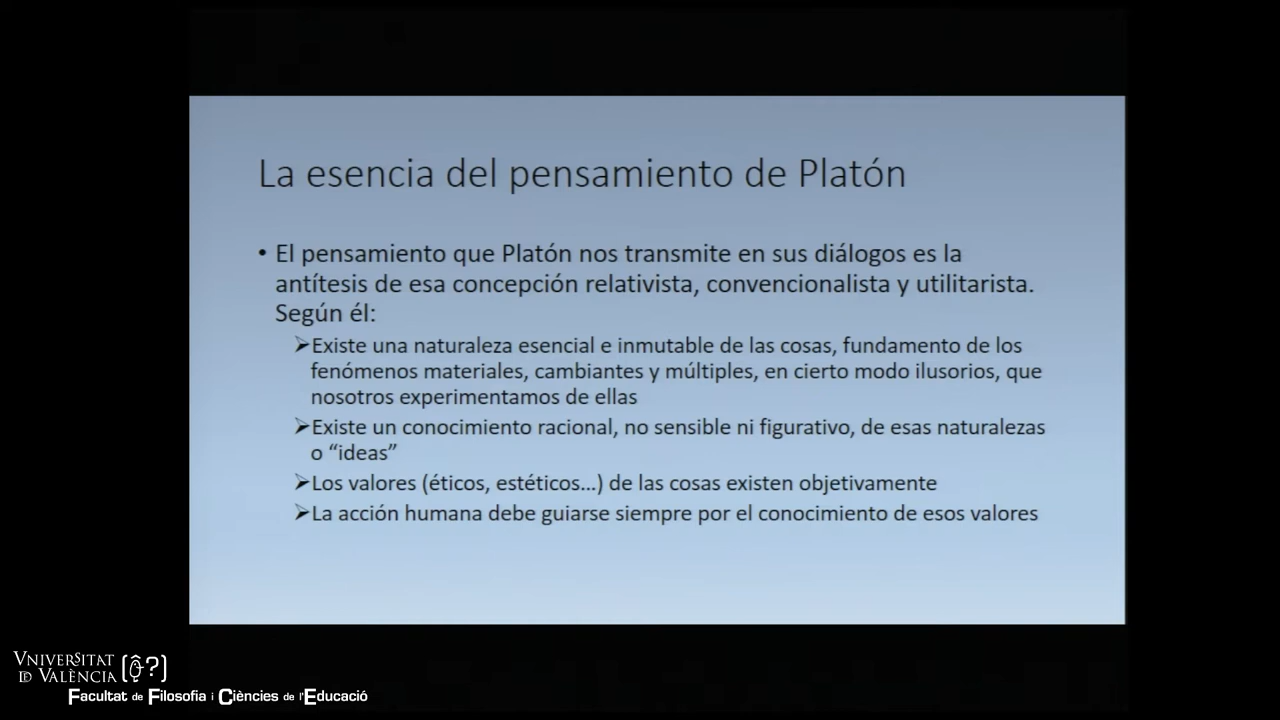 La esencia del pensamiento de Platón
• El pensamiento que Platón nos transmite en sus diálogos es la
antítesis de esa concepción relativista, convencionalista y utilitarista.
Según él:
➢Existe una naturaleza esencial e inmutable de las cosas, fundamento de los
fenómenos materiales, cambiantes y múltiples, en cierto modo ilusorios, que
nosotros experimentamos de ellas
➢Existe un conocimiento racional, no sensible ni figurativo, de esas naturalezas
o “ideas”
➢Los valores (éticos, estéticos...) de las cosas existen objetivamente
➢La acción humana debe guiarse siempre por el conocimiento de esos valores
VNIVERSITAT
DE VALÈNCIA
Facultat de Filosofia i Ciències de l'Educació